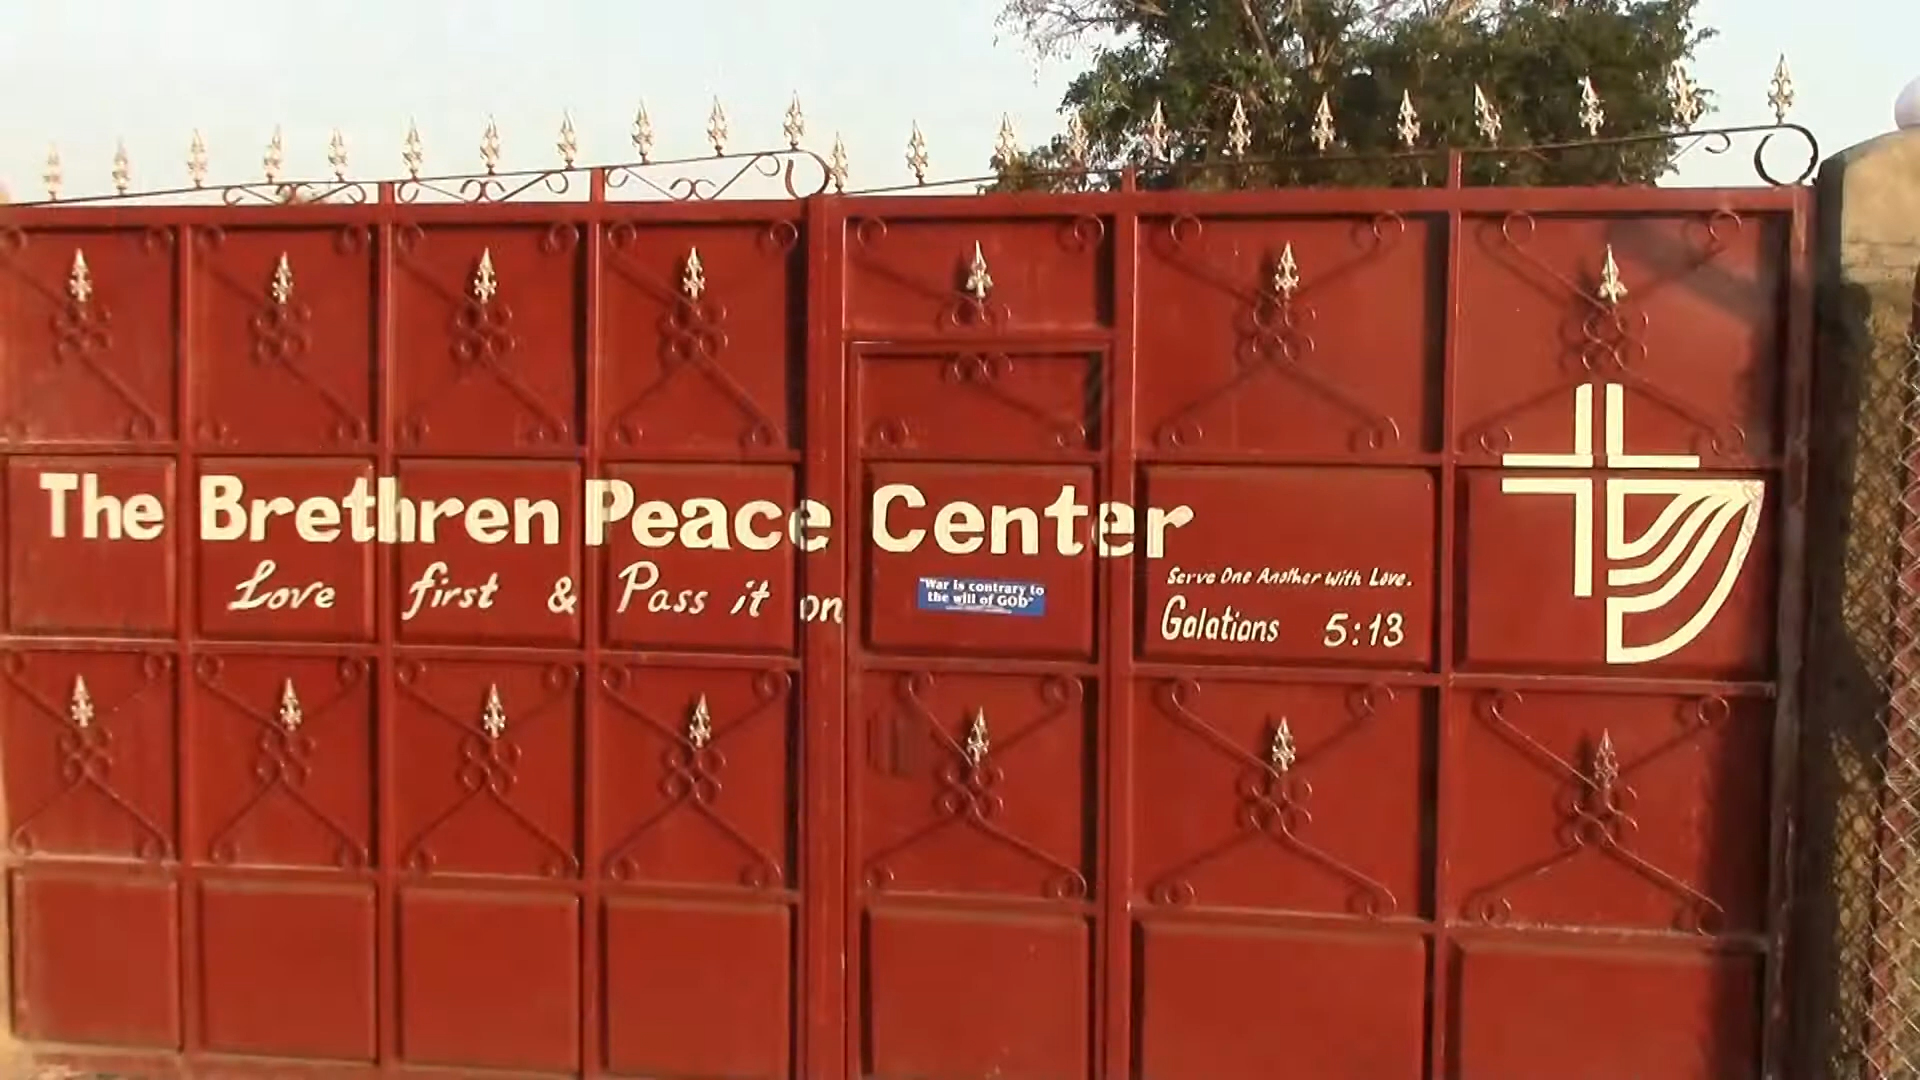 The Brethren Peace Center
Love first & Pass it on
"War is contrary to
the will of GOD"
Serve One Another With Love.
Galatians 5:13